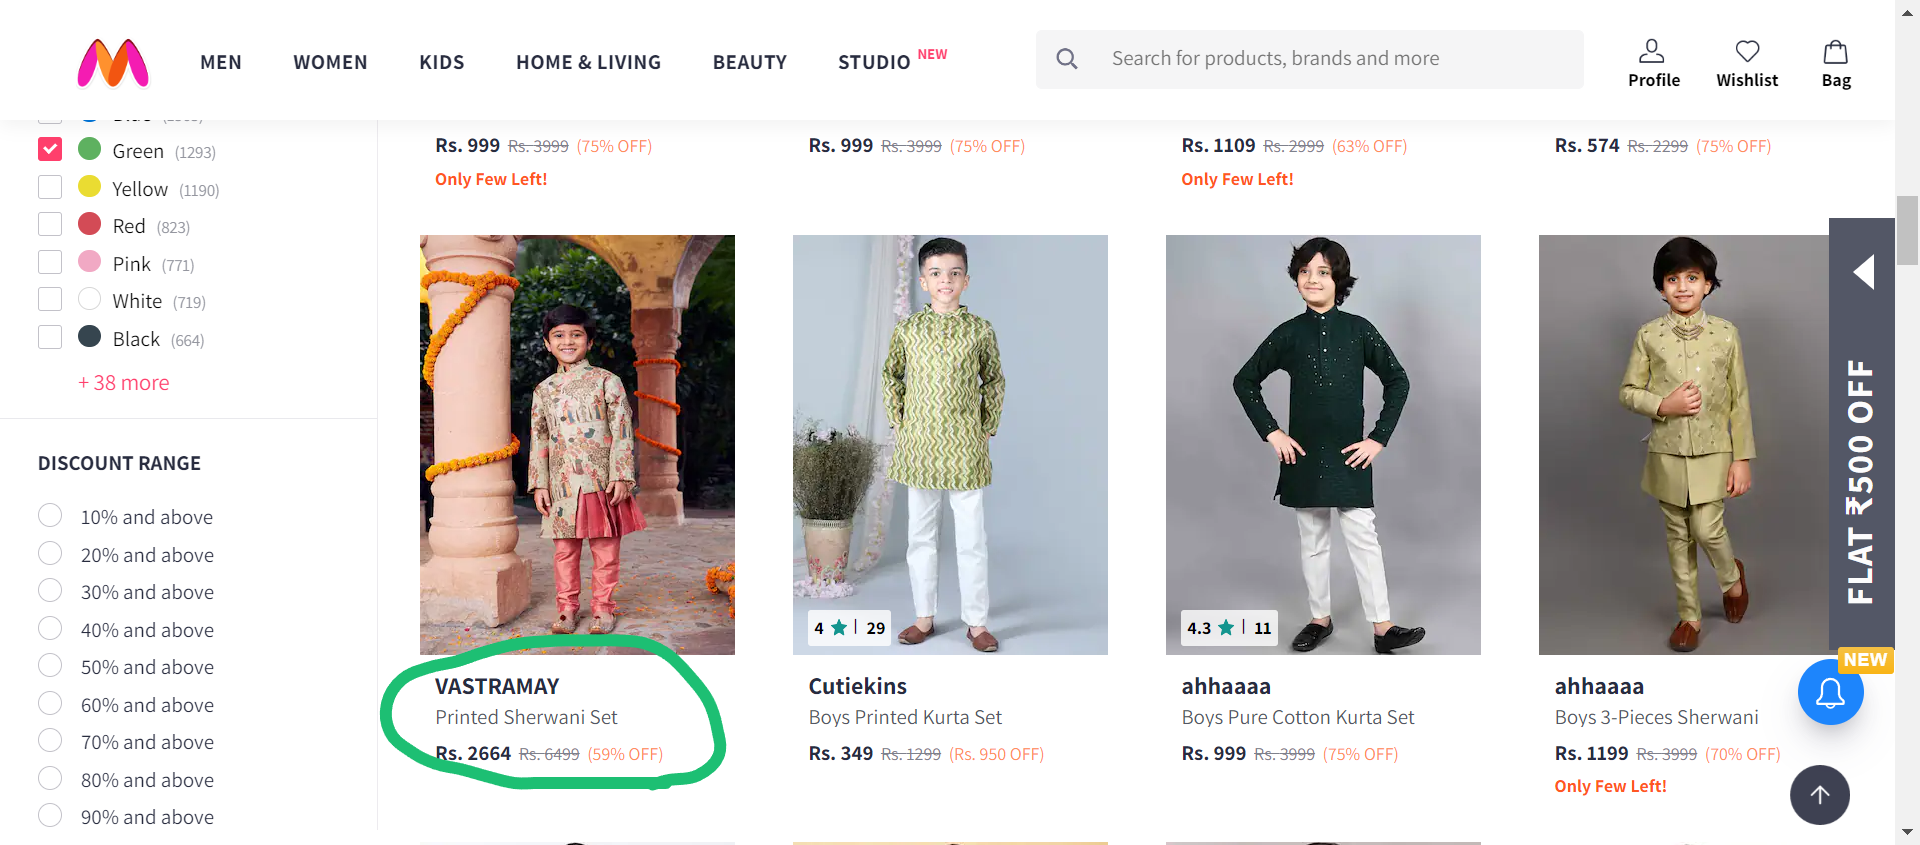 MEN WOMEN KIDS HOME & LIVING BEAUTY STUDIO NEW
Search for products, brands and more
Profile Wishlist Bag
Green (1293)
Yellow (1190)
Red (823)
Pink (771)
White (719)
Black (664)
+ 38 more
DISCOUNT RANGE
10% and above
20% and above
30% and above
40% and above
50% and above
60% and above
70% and above
80% and above
90% and above
Rs. 999 Rs. 3999 (75% OFF)
Only Few Left!
Rs. 999 Rs. 3999 (75% OFF)
Rs. 1109 Rs. 2999 (63% OFF)
Only Few Left!
Rs. 574 Rs. 2299 (75% OFF)
VASTRAMAY
Printed Sherwani Set
Rs. 2664 Rs. 6499 (59% OFF)
4 ★ | 29
Cutiekins
Boys Printed Kurta Set
Rs. 349 Rs. 1299 (Rs. 950 OFF)
4.3 ★ | 11
ahhaaaa
Boys Pure Cotton Kurta Set
Rs. 999 Rs. 3999 (75% OFF)
ahhaaaa
Boys 3-Pieces Sherwani
Rs. 1199 Rs. 3999 (70% OFF)
Only Few Left!
FLAT ₹500 OFF
NEW